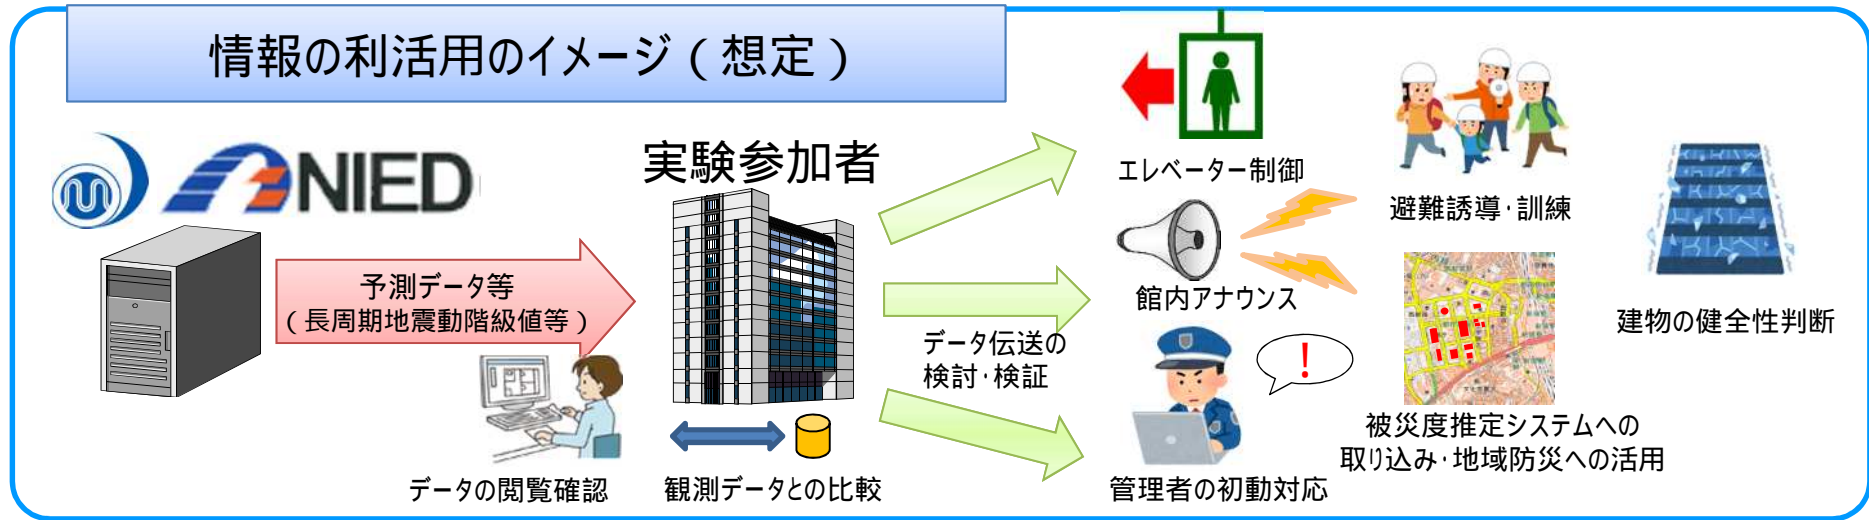 情報の利活用のイメージ（想定）
NIED
実験参加者
予測データ等
（長周期地震動階級値等）
データの閲覧確認
観測データとの比較
データ伝送の
検討・検証
エレベーター制御
館内アナウンス
!
管理者の初動対応
避難誘導・訓練
被災度推定システムへの
取り込み・地域防災への活用
建物の健全性判断